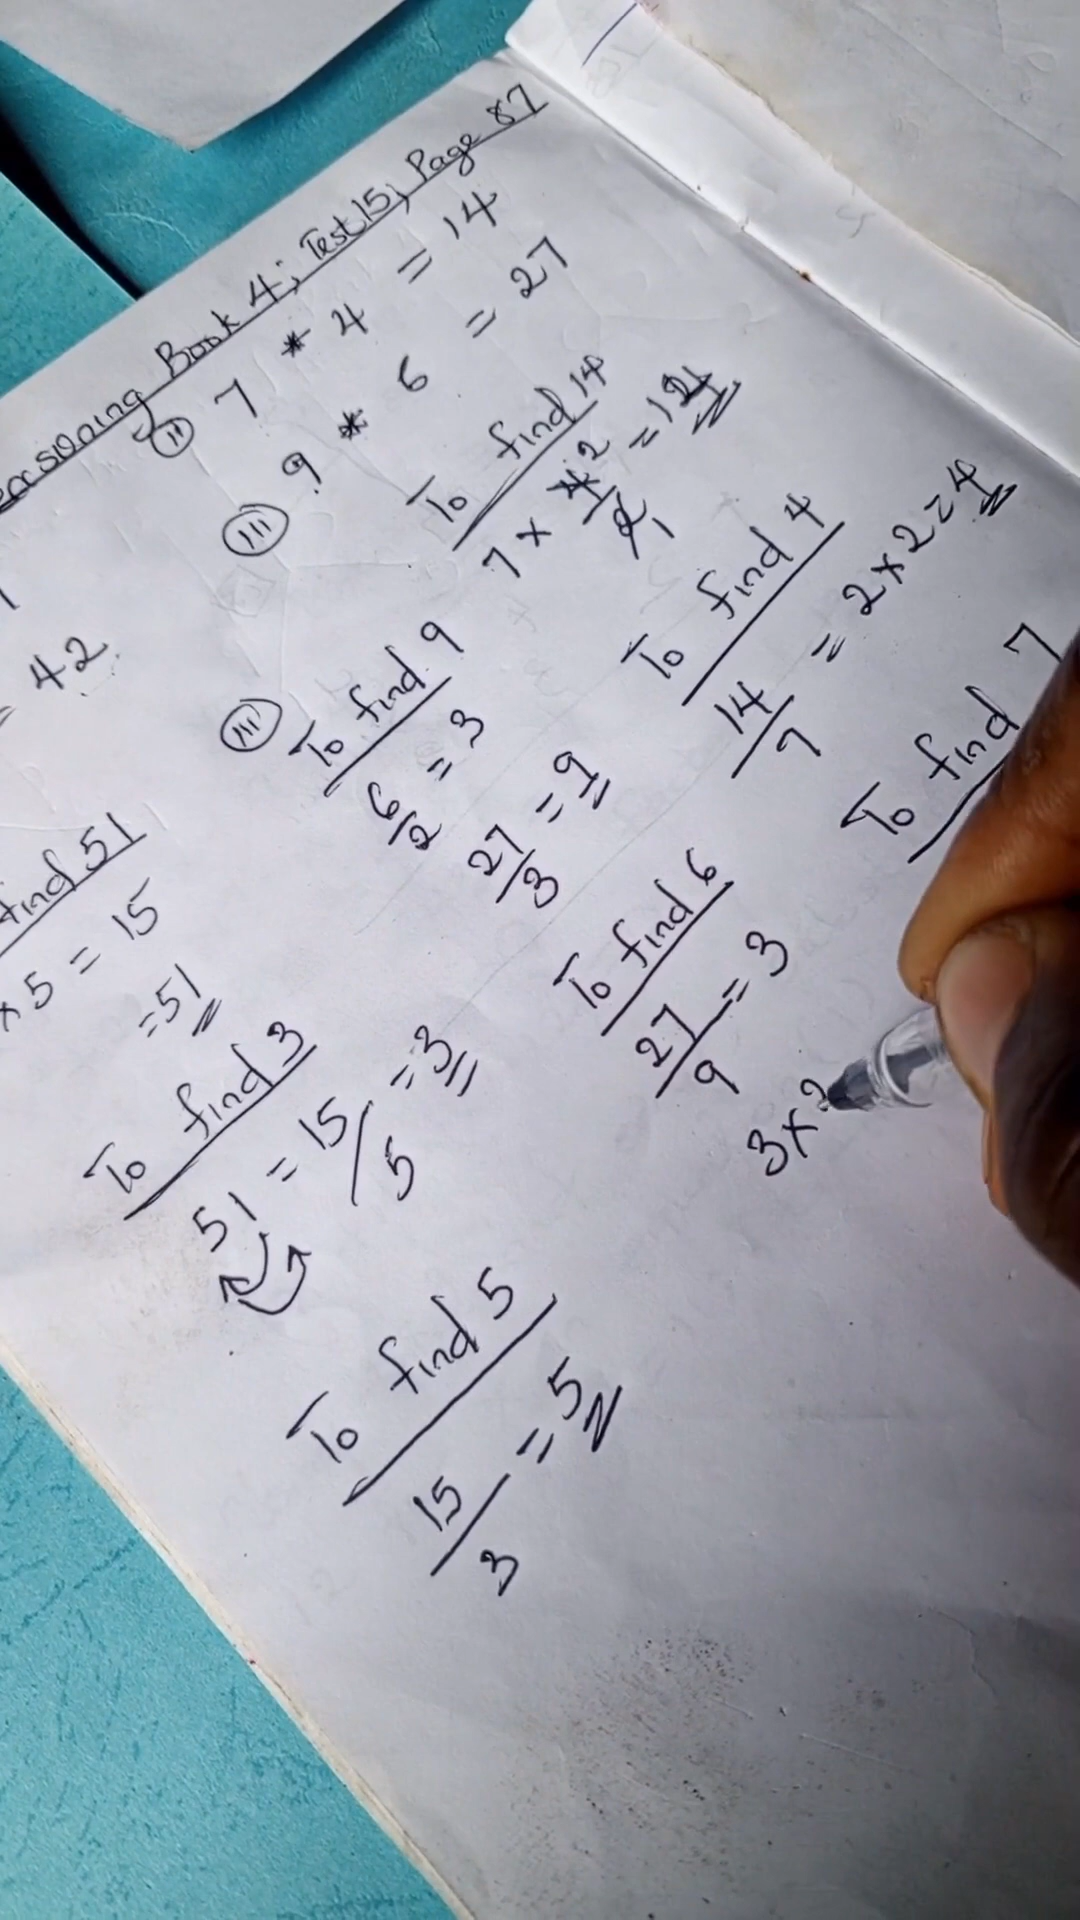 Book 4; Test 15, Page 87
(ii) 7 * 4 = 14
(iii) 9 * 6 = 27
42
To find 14
7 × 4 2 / 2 1 = 14
To find 4
14/7 = 2 × 2 = 4
To find 7
(iii) To find 9
6/2 = 3
27/3 = 9
To find 6
27/9 = 3
3 × 2
find 51
× 5 = 15
= 51
To find 3
51 = 15/5 = 3
To find 5
15/3 = 5